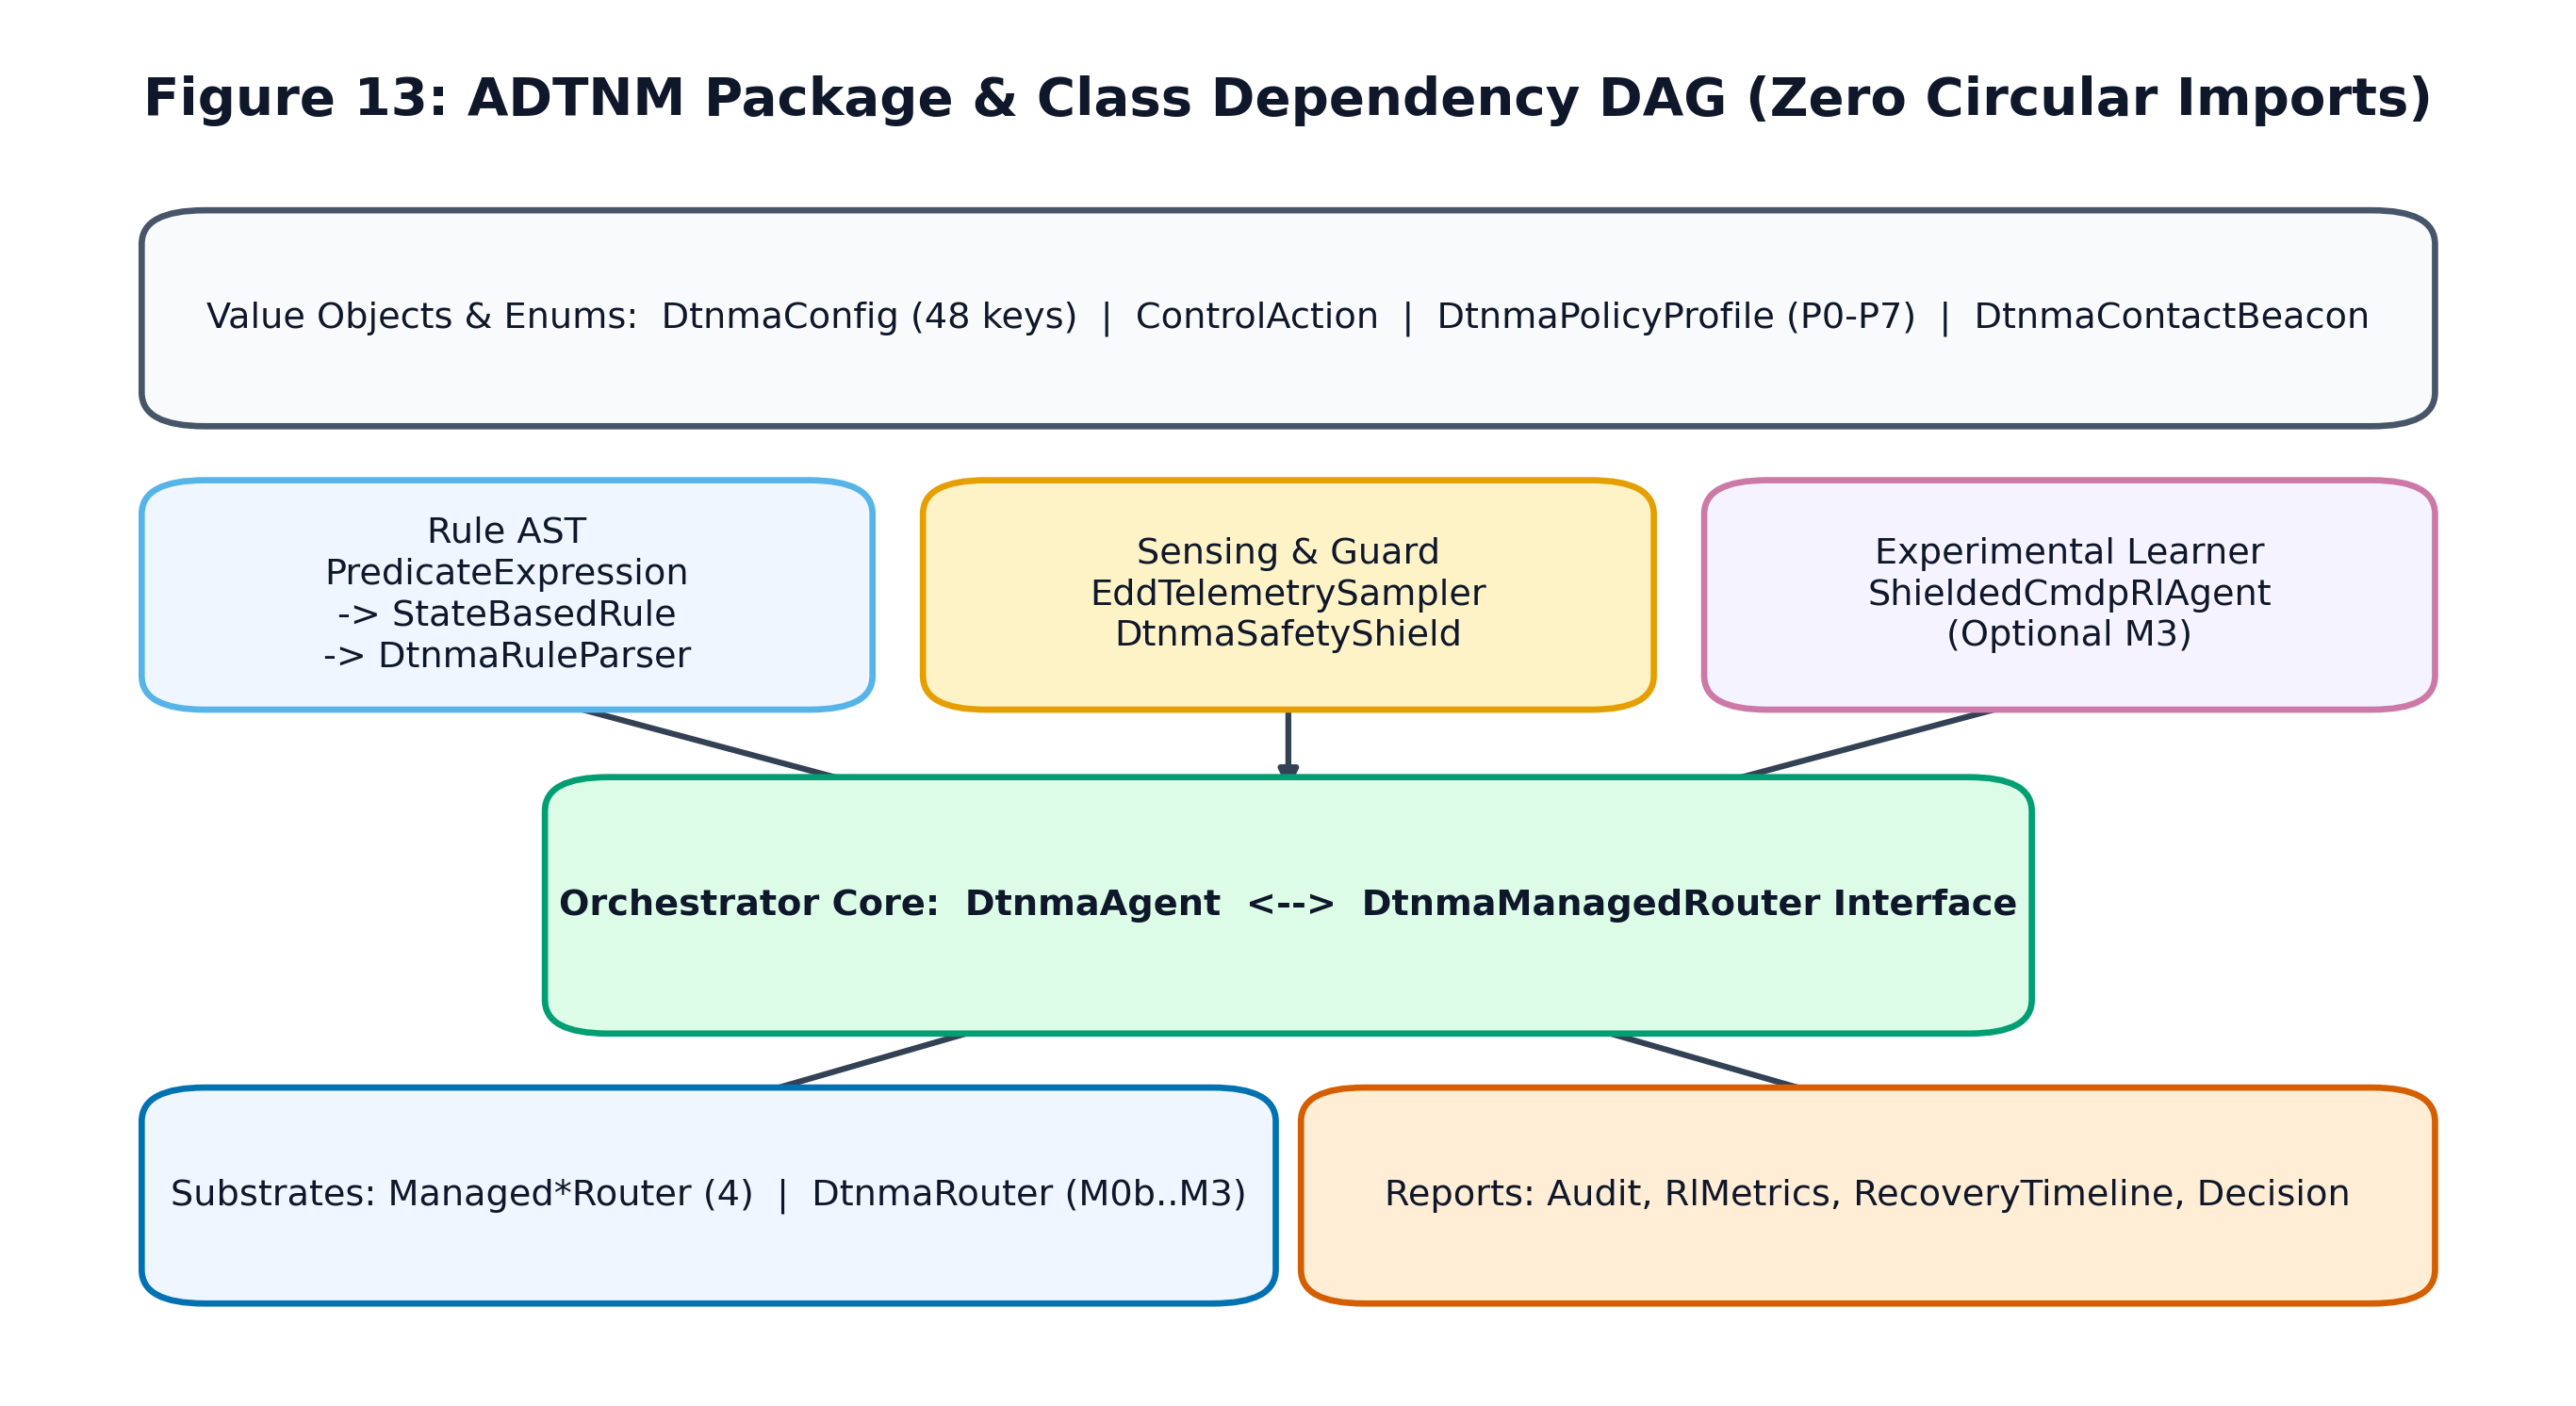 Figure 13: ADTNM Package & Class Dependency DAG (Zero Circular Imports)
Value Objects & Enums:  DtnmaConfig (48 keys)  |  ControlAction  |  DtnmaPolicyProfile (P0-P7)  |  DtnmaContactBeacon
Rule AST
PredicateExpression
-> StateBasedRule
-> DtnmaRuleParser
Sensing & Guard
EddTelemetrySampler
DtnmaSafetyShield
Experimental Learner
ShieldedCmdpRlAgent
(Optional M3)
Orchestrator Core:  DtnmaAgent  <-->  DtnmaManagedRouter Interface
Substrates: Managed*Router (4)  |  DtnmaRouter (M0b..M3)
Reports: Audit, RlMetrics, RecoveryTimeline, Decision